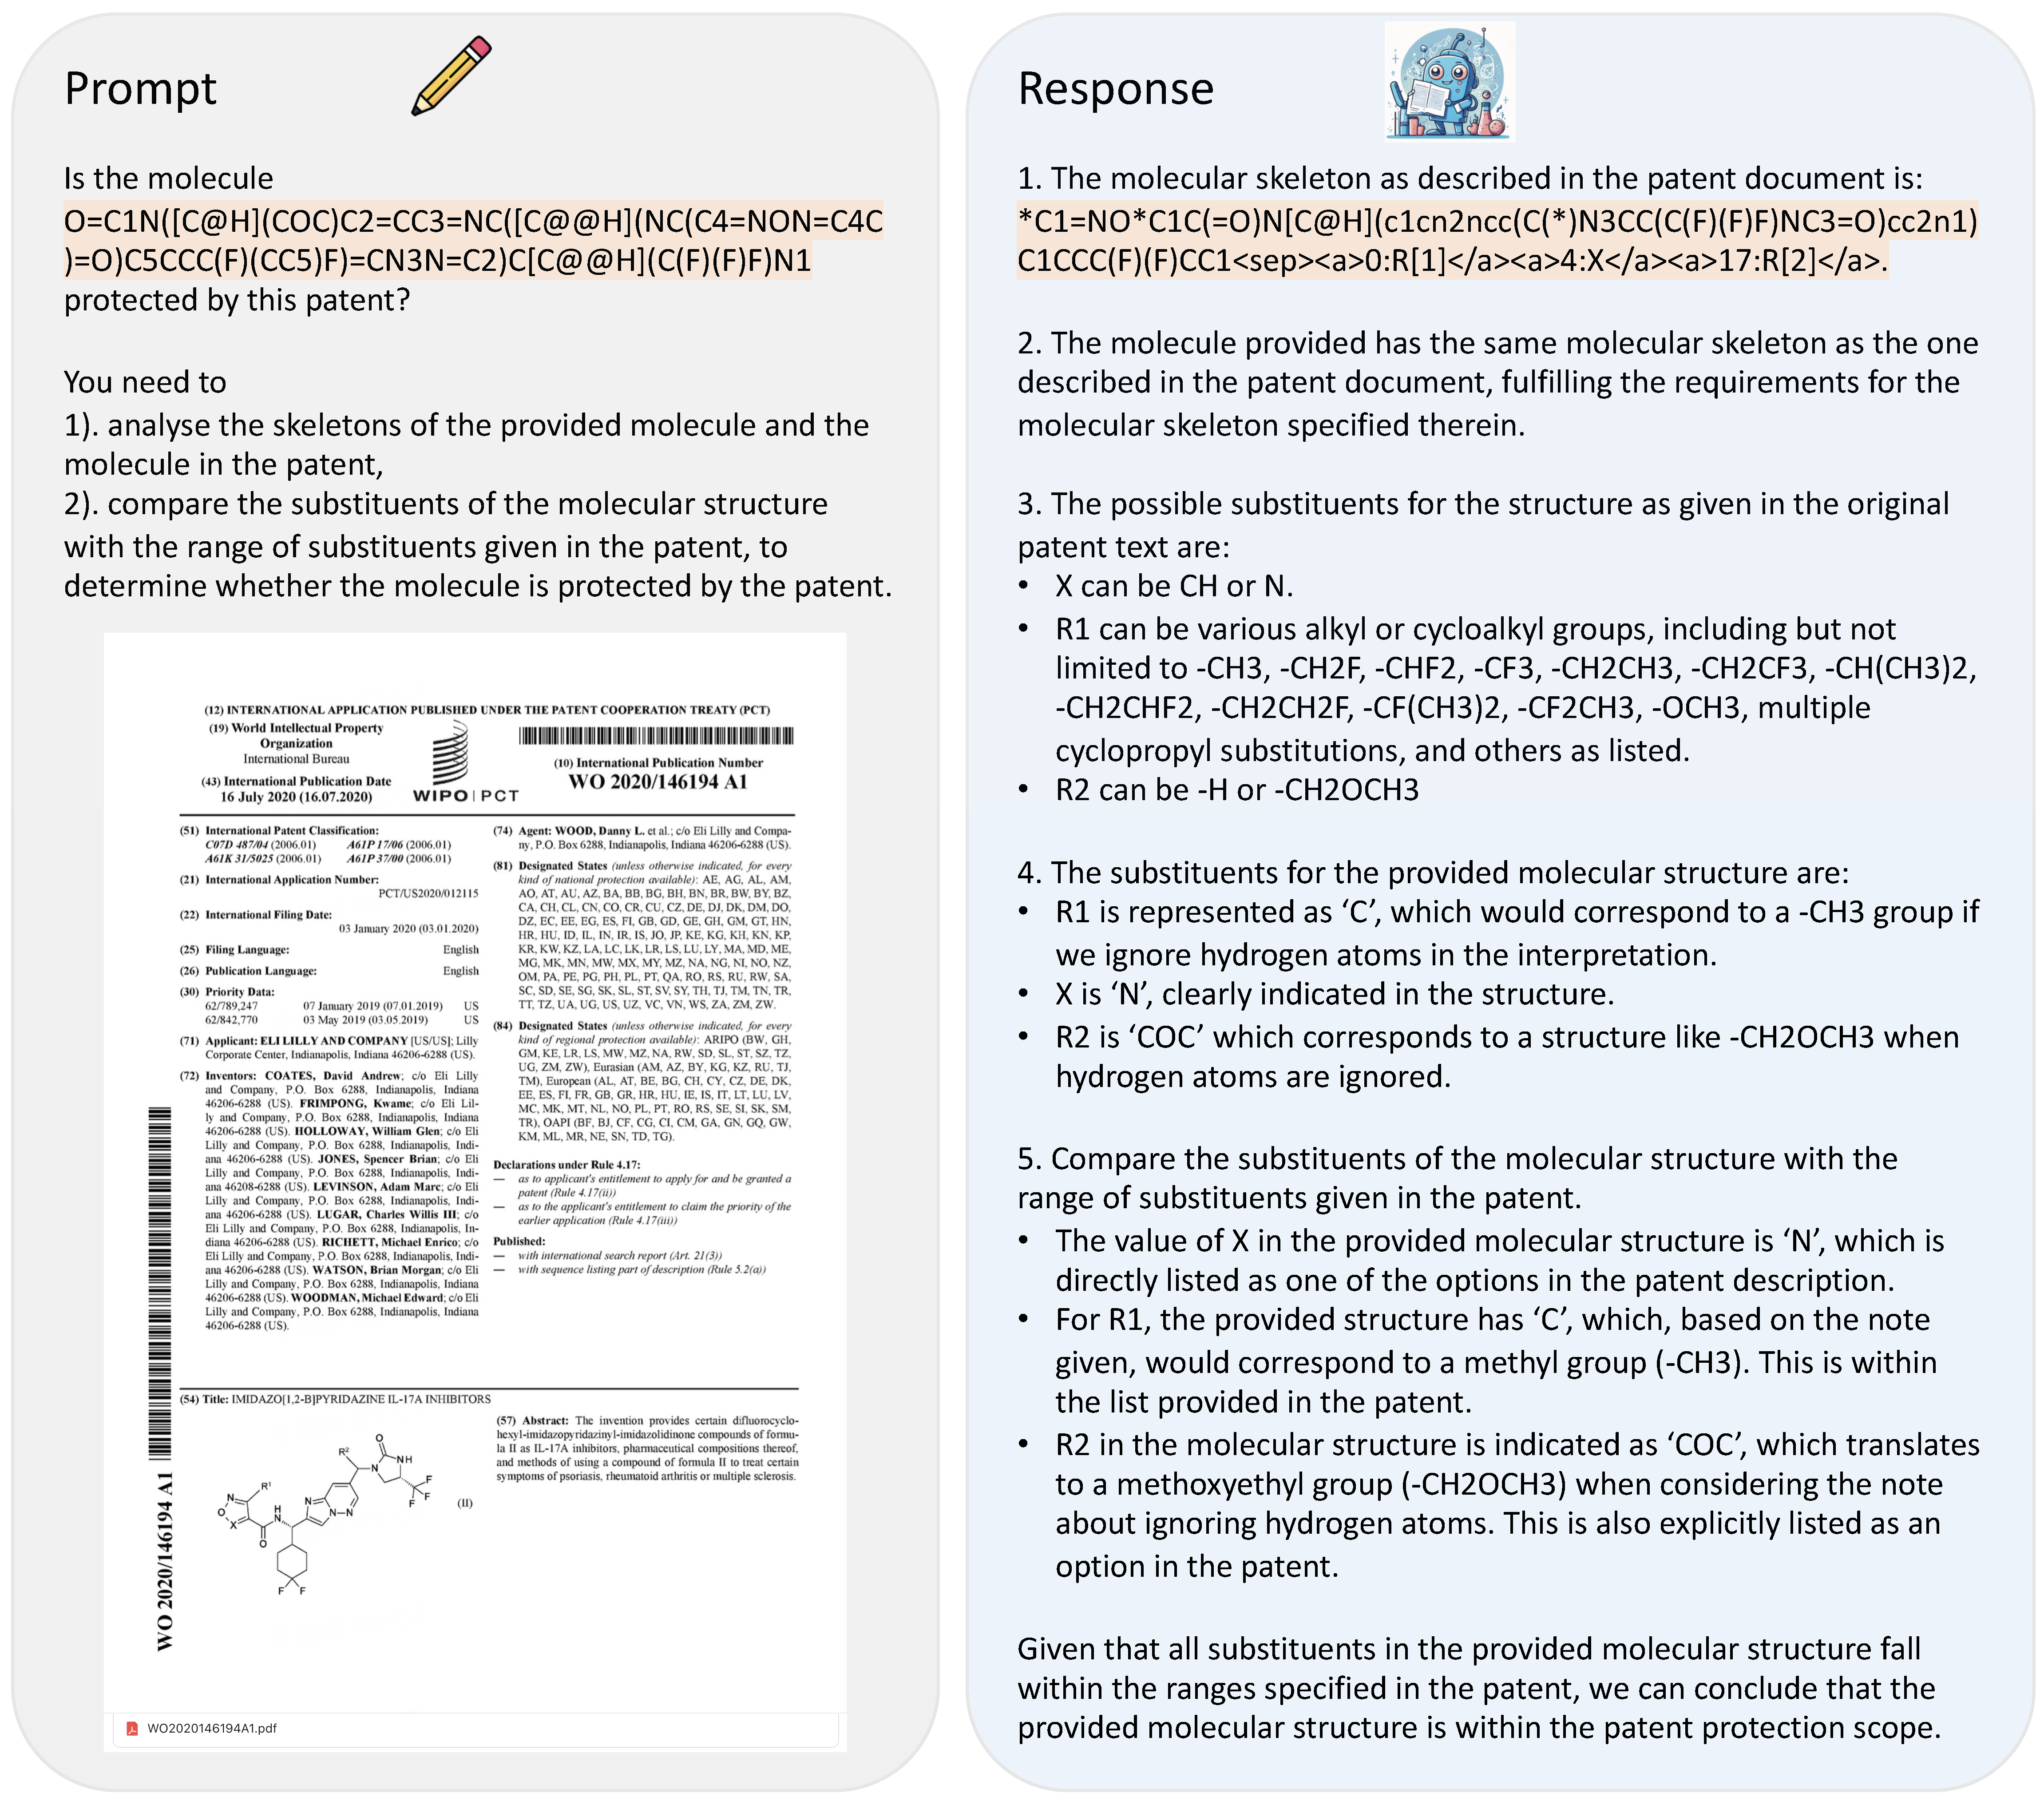 Prompt
Is the molecule
O=C1N([C@H](COC)C2=CC3=NC([C@@H](NC(C4=NON=C4C
)=O)C5CCC(F)(CC5)F)=CN3N=C2)C[C@@H](C(F)(F)F)N1
protected by this patent?
You need to
1). analyse the skeletons of the provided molecule and the
molecule in the patent,
2). compare the substituents of the molecular structure
with the range of substituents given in the patent, to
determine whether the molecule is protected by the patent.
(12) INTERNATIONAL APPLICATION PUBLISHED UNDER THE PATENT COOPERATION TREATY (PCT)
(19) World Intellectual Property
Organization
International Bureau
(43) International Publication Date
16 July 2020 (16.07.2020)
WIPO | PCT
(10) International Publication Number
WO 2020/146194 A1
(51) International Patent Classification:
C07D 487/04 (2006.01) A61P 17/06 (2006.01)
A61K 31/5025 (2006.01) A61P 37/00 (2006.01)
(21) International Application Number:
PCT/US2020/012115
(22) International Filing Date:
03 January 2020 (03.01.2020)
(25) Filing Language: English
(26) Publication Language: English
(30) Priority Data:
62/789,247 07 January 2019 (07.01.2019) US
62/842,770 03 May 2019 (03.05.2019) US
(71) Applicant: ELI LILLY AND COMPANY [US/US]; Lilly
Corporate Center, Indianapolis, Indiana 46206-6288 (US).
(72) Inventors: COATES, David Andrew; c/o Eli Lilly
and Company, P.O. Box 6288, Indianapolis, Indiana
46206-6288 (US). FRIMPONG, Kwame; c/o Eli Lil-
ly and Company, P.O. Box 6288, Indianapolis, Indiana
46206-6288 (US). HOLLOWAY, William Glen; c/o Eli
Lilly and Company, P.O. Box 6288, Indianapolis, Indi-
ana 46206-6288 (US). JONES, Spencer Brian; c/o Eli
Lilly and Company, P.O. Box 6288, Indianapolis, Indi-
ana 46208-6288 (US). LEVINSON, Adam Marc; c/o Eli
Lilly and Company, P.O. Box 6288, Indianapolis, Indi-
ana 46206-6288 (US). LUGAR, Charles Willis III; c/o
Eli Lilly and Company, P.O. Box 6288, Indianapolis, In-
diana 46206-6288 (US). RICHETT, Michael Enrico; c/o
Eli Lilly and Company, P.O. Box 6288, Indianapolis, Indi-
ana 46206-6288 (US). WATSON, Brian Morgan; c/o Eli
Lilly and Company, P.O. Box 6288, Indianapolis, Indiana
46206-6288 (US). WOODMAN, Michael Edward; c/o Eli
Lilly and Company, P.O. Box 6288, Indianapolis, Indiana
46206-6288 (US).
(74) Agent: WOOD, Danny L. et al.; c/o Eli Lilly and Compa-
ny, P.O. Box 6288, Indianapolis, Indiana 46206-6288 (US).
(81) Designated States (unless otherwise indicated, for every
kind of national protection available): AE, AG, AL, AM,
AO, AT, AU, AZ, BA, BB, BG, BH, BN, BR, BW, BY, BZ,
CA, CH, CL, CN, CO, CR, CU, CZ, DE, DJ, DK, DM, DO,
DZ, EC, EE, EG, ES, FI, GB, GD, GE, GH, GM, GT, HN,
HR, HU, ID, IL, IN, IR, IS, JO, JP, KE, KG, KH, KN, KP,
KR, KW, KZ, LA, LC, LK, LR, LS, LU, LY, MA, MD, ME,
MG, MK, MN, MW, MX, MY, MZ, NA, NG, NI, NO, NZ,
OM, PA, PE, PG, PH, PL, PT, QA, RO, RS, RU, RW, SA,
SC, SD, SE, SG, SK, SL, ST, SV, SY, TH, TJ, TM, TN, TR,
TT, TZ, UA, UG, US, UZ, VC, VN, WS, ZA, ZM, ZW.
(84) Designated States (unless otherwise indicated, for every
kind of regional protection available): ARIPO (BW, GH,
GM, KE, LR, LS, MW, MZ, NA, RW, SD, SL, ST, SZ, TZ,
UG, ZM, ZW), Eurasian (AM, AZ, BY, KG, KZ, RU, TJ,
TM), European (AL, AT, BE, BG, CH, CY, CZ, DE, DK,
EE, ES, FI, FR, GB, GR, HR, HU, IE, IS, IT, LT, LU, LV,
MC, MK, MT, NL, NO, PL, PT, RO, RS, SE, SI, SK, SM,
TR), OAPI (BF, BJ, CF, CG, CI, CM, GA, GN, GQ, GW,
KM, ML, MR, NE, SN, TD, TG).
Declarations under Rule 4.17:
— as to applicant's entitlement to apply for and be granted a
patent (Rule 4.17(ii))
— as to the applicant's entitlement to claim the priority of the
earlier application (Rule 4.17(iii))
Published:
— with international search report (Art. 21(3))
— with sequence listing part of description (Rule 5.2(a))
WO 2020/146194 A1
(54) Title: IMIDAZO[1,2-B]PYRIDAZINE IL-17A INHIBITORS
(57) Abstract: The invention provides certain difluorocyclo-
hexyl-imidazopyridazinyl-imidazolidinone compounds of formu-
la II as IL-17A inhibitors, pharmaceutical compositions thereof,
and methods of using a compound of formula II to treat certain
symptoms of psoriasis, rheumatoid arthritis or multiple sclerosis.
R² O N NH F F F
N R¹ O X O H N N N–N F F
(II)
WO2020146194A1.pdf
Response
1. The molecular skeleton as described in the patent document is:
*C1=NO*C1C(=O)N[C@H](c1cn2ncc(C(*)N3CC(C(F)(F)F)NC3=O)cc2n1)
C1CCC(F)(F)CC1<sep><a>0:R[1]</a><a>4:X</a><a>17:R[2]</a>.
2. The molecule provided has the same molecular skeleton as the one
described in the patent document, fulfilling the requirements for the
molecular skeleton specified therein.
3. The possible substituents for the structure as given in the original
patent text are:
• X can be CH or N.
• R1 can be various alkyl or cycloalkyl groups, including but not
limited to -CH3, -CH2F, -CHF2, -CF3, -CH2CH3, -CH2CF3, -CH(CH3)2,
-CH2CHF2, -CH2CH2F, -CF(CH3)2, -CF2CH3, -OCH3, multiple
cyclopropyl substitutions, and others as listed.
• R2 can be -H or -CH2OCH3
4. The substituents for the provided molecular structure are:
• R1 is represented as ‘C’, which would correspond to a -CH3 group if
we ignore hydrogen atoms in the interpretation.
• X is ‘N’, clearly indicated in the structure.
• R2 is ‘COC’ which corresponds to a structure like -CH2OCH3 when
hydrogen atoms are ignored.
5. Compare the substituents of the molecular structure with the
range of substituents given in the patent.
• The value of X in the provided molecular structure is ‘N’, which is
directly listed as one of the options in the patent description.
• For R1, the provided structure has ‘C’, which, based on the note
given, would correspond to a methyl group (-CH3). This is within
the list provided in the patent.
• R2 in the molecular structure is indicated as ‘COC’, which translates
to a methoxyethyl group (-CH2OCH3) when considering the note
about ignoring hydrogen atoms. This is also explicitly listed as an
option in the patent.
Given that all substituents in the provided molecular structure fall
within the ranges specified in the patent, we can conclude that the
provided molecular structure is within the patent protection scope.